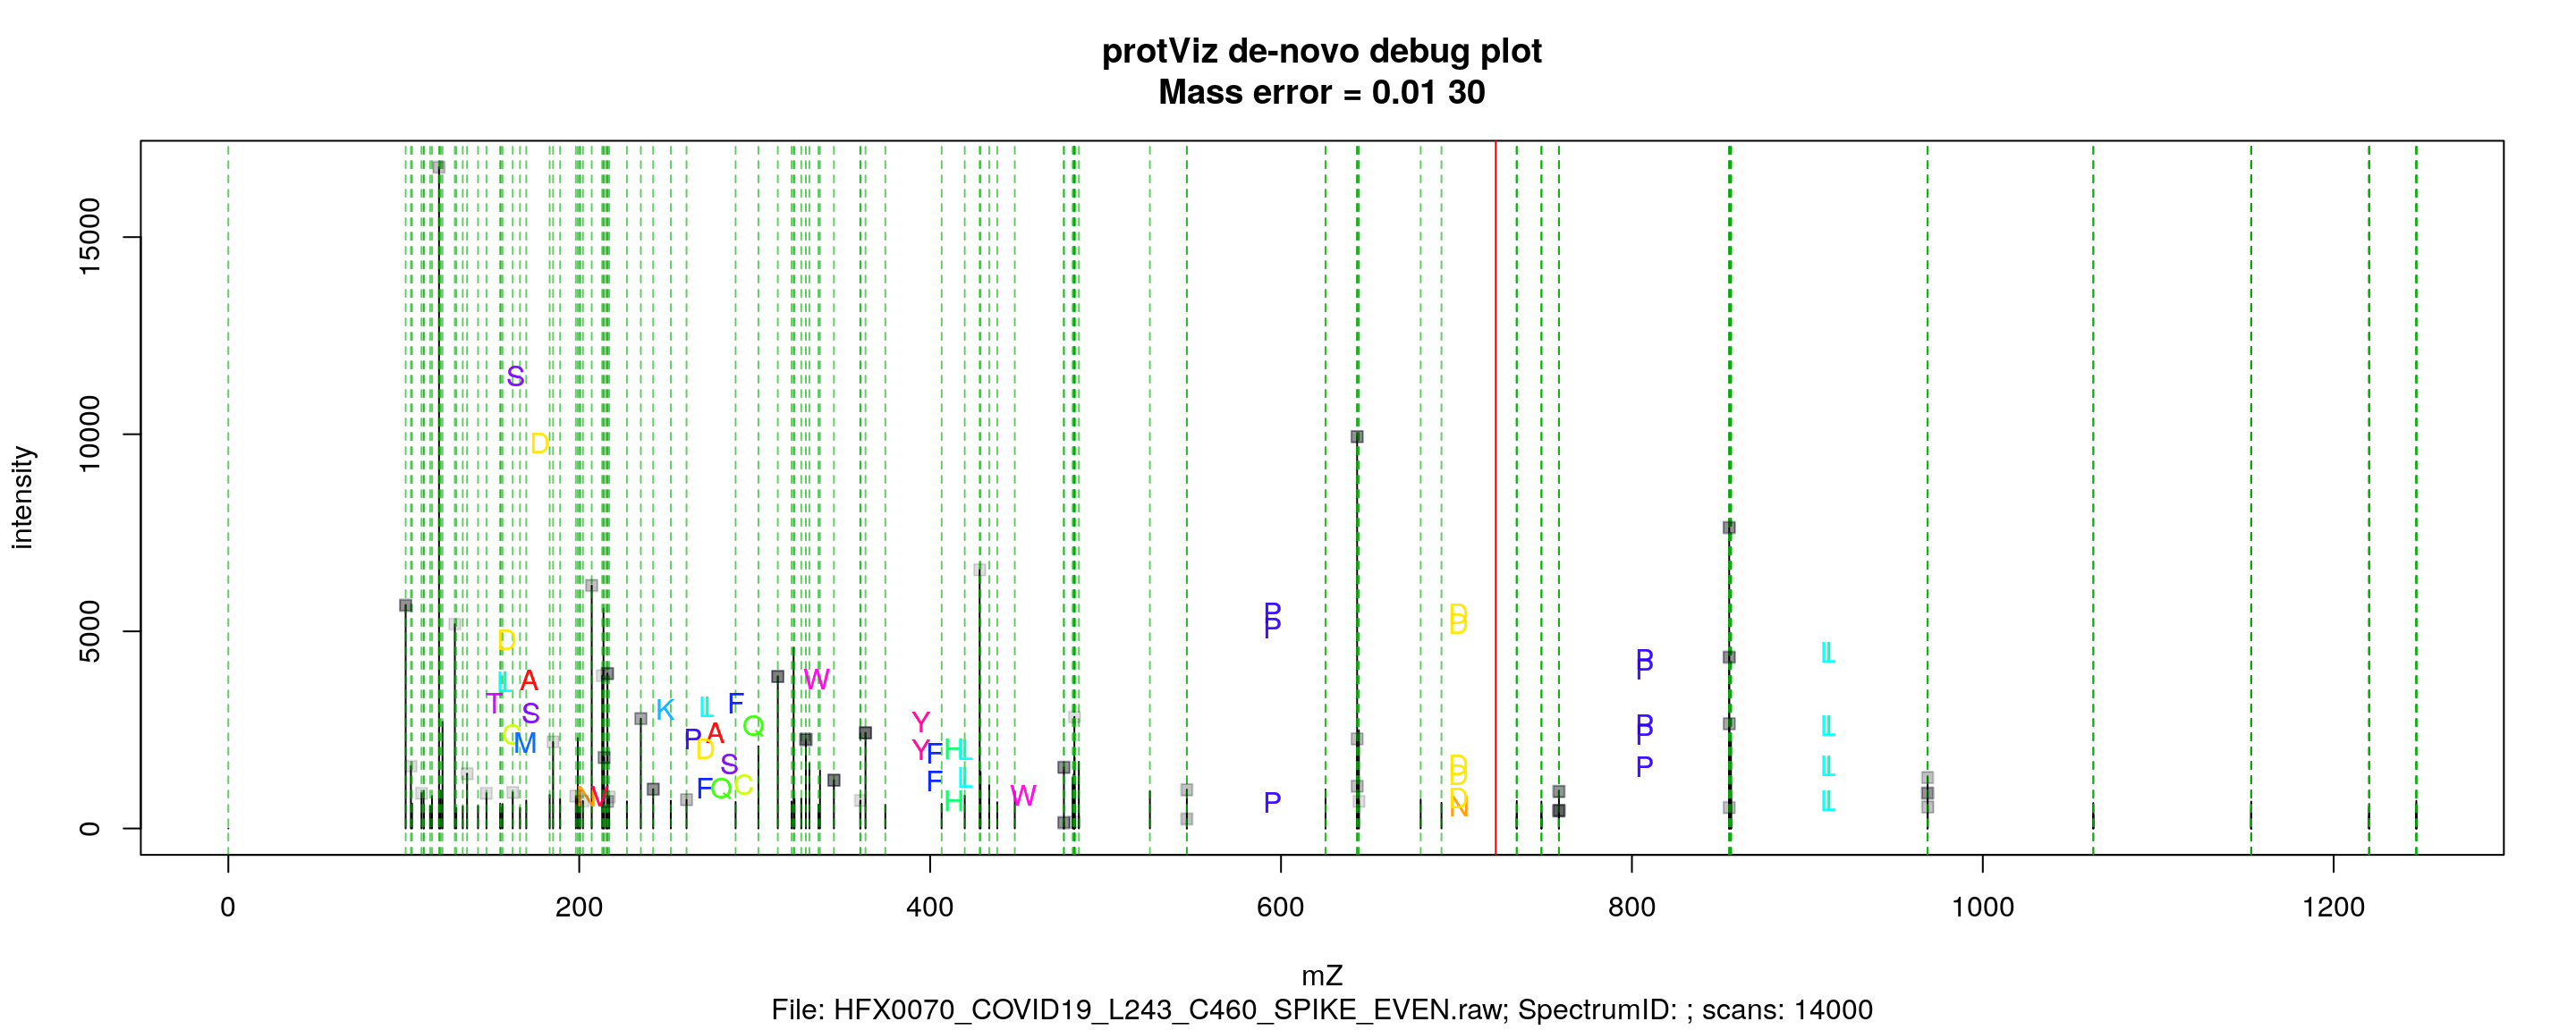 protViz de-novo debug plot
Mass error = 0.01 30
intensity
15000
10000
5000
0
S
D
D
I L A
T
S
C M
N V
K
P
I L
A
D
F
Q
S
F Q C
W
Y
Y F H L
F L
H
W
P
P
P
D
D
D
D
D
N
P
P
P
P
P
I L
I L
I L
I L
0 200 400 600 800 1000 1200
mZ
File: HFX0070_COVID19_L243_C460_SPIKE_EVEN.raw; SpectrumID: ; scans: 14000